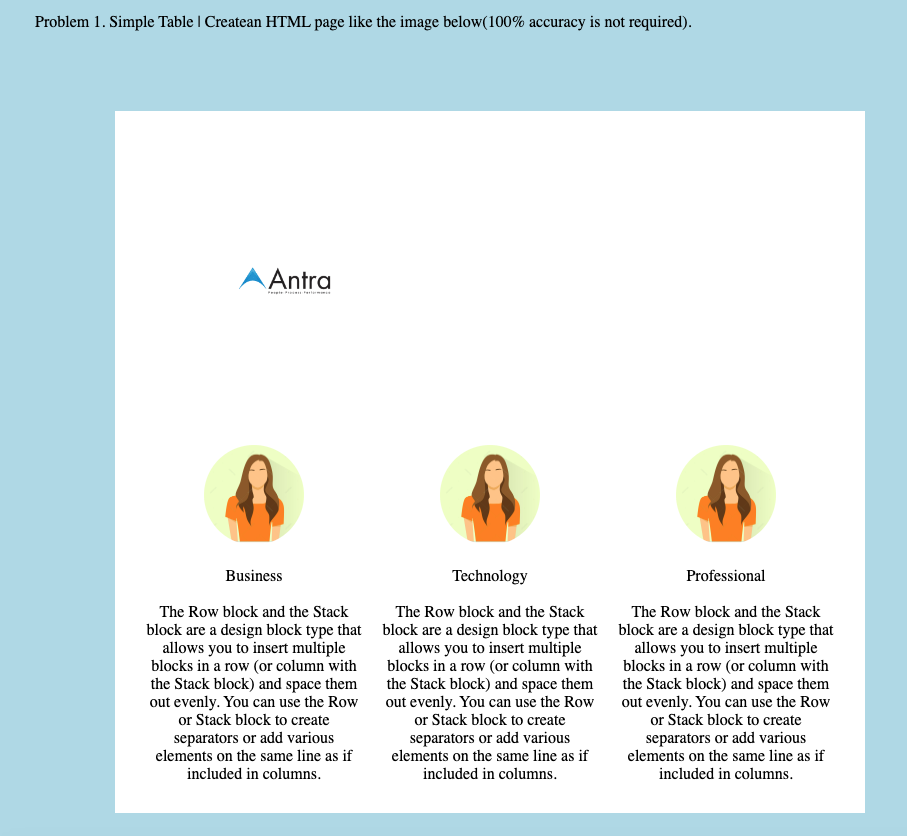 Problem 1. Simple Table | Createan HTML page like the image below(100% accuracy is not required).
Antra
Business
The Row block and the Stack
block are a design block type that
allows you to insert multiple
blocks in a row (or column with
the Stack block) and space them
out evenly. You can use the Row
or Stack block to create
separators or add various
elements on the same line as if
included in columns.
Technology
The Row block and the Stack
block are a design block type that
allows you to insert multiple
blocks in a row (or column with
the Stack block) and space them
out evenly. You can use the Row
or Stack block to create
separators or add various
elements on the same line as if
included in columns.
Professional
The Row block and the Stack
block are a design block type that
allows you to insert multiple
blocks in a row (or column with
the Stack block) and space them
out evenly. You can use the Row
or Stack block to create
separators or add various
elements on the same line as if
included in columns.